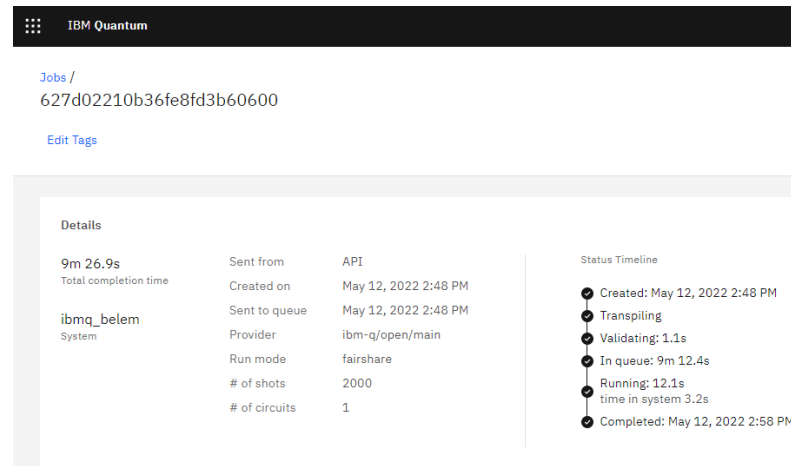 IBM Quantum
Jobs /
627d02210b36fe8fd3b60600
Edit Tags
Details
9m 26.9s
Total completion time
ibmq_belem
System
Sent from API
Created on May 12, 2022 2:48 PM
Sent to queue May 12, 2022 2:48 PM
Provider ibm-q/open/main
Run mode fairshare
# of shots 2000
# of circuits 1
Status Timeline
Created: May 12, 2022 2:48 PM
Transpiling
Validating: 1.1s
In queue: 9m 12.4s
Running: 12.1s
time in system 3.2s
Completed: May 12, 2022 2:58 PM